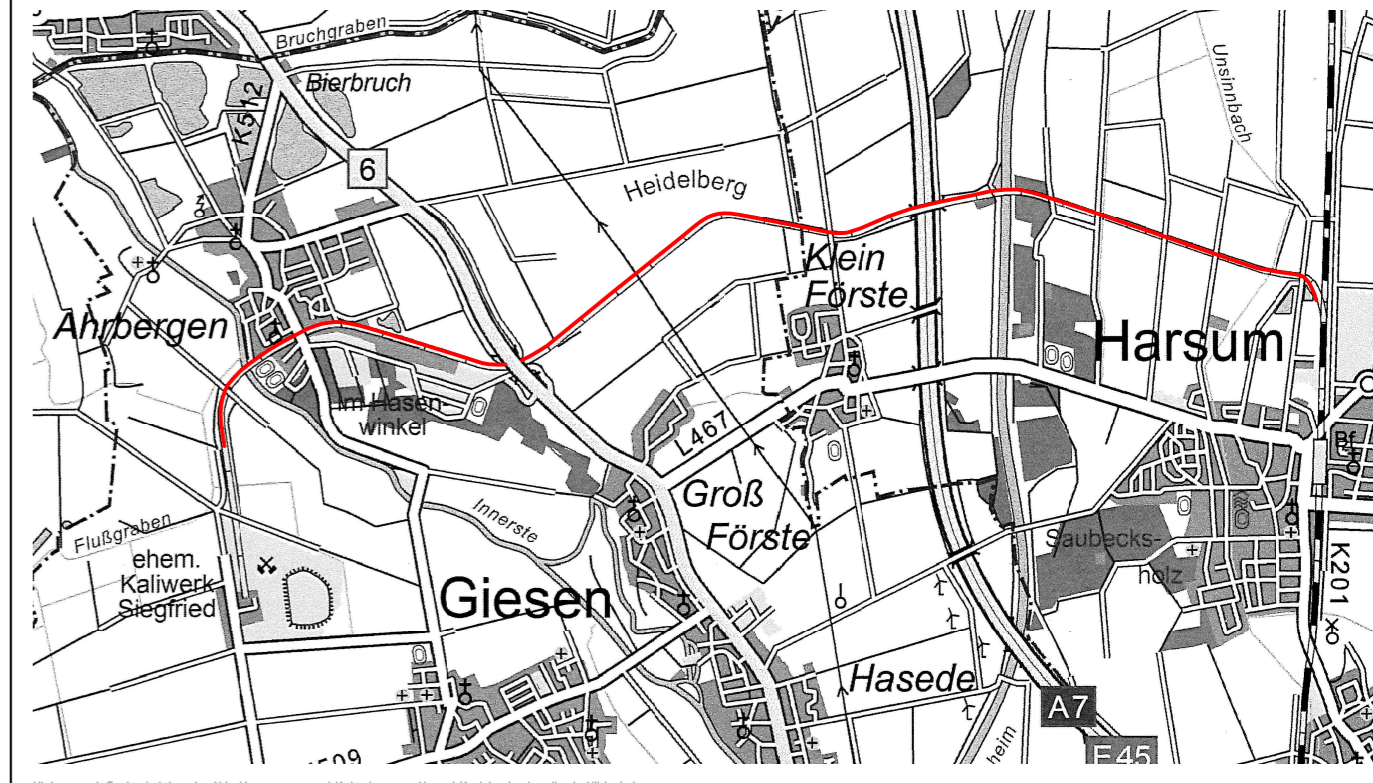 Bruchgraben
Bierbruch
K512
6
Unsinnbach
Heidelberg
Ahrbergen
Klein
Förste
Harsum
im Hasen-
winkel
L467
Groß
Förste
Innerste
Flußgraben
ehem.
Kaliwerk
Siegfried
Giesen
Saubecks-
holz
Bf
K201
Hasede
A7
E45
heim
509